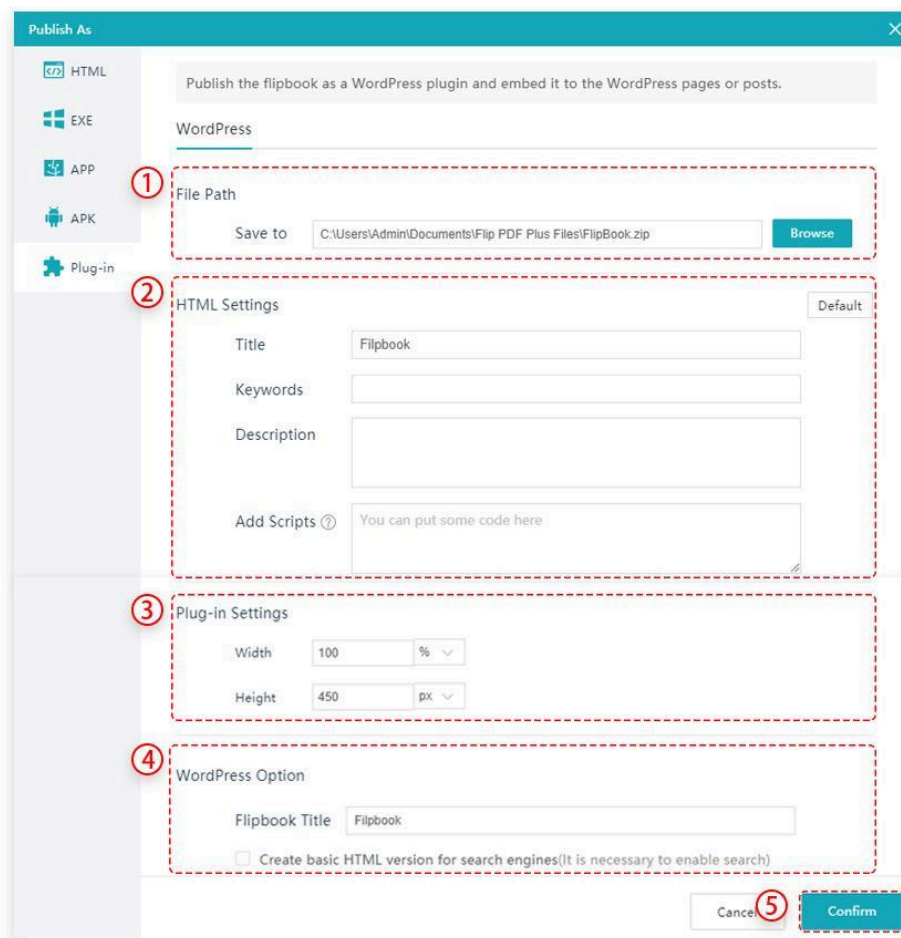 Publish As
HTML
EXE
APP
APK
Plug-in
Publish the flipbook as a WordPress plugin and embed it to the WordPress pages or posts.
WordPress
1
File Path
Save to C:\Users\Admin\Documents\Flip PDF Plus Files\FlipBook.zip Browse
2
HTML Settings Default
Title Filpbook
Keywords
Description
Add Scripts ? You can put some code here
3
Plug-in Settings
Width 100 %
Height 450 px
4
WordPress Option
Flipbook Title Filpbook
Create basic HTML version for search engines(It is necessary to enable search)
Cancel 5 Confirm